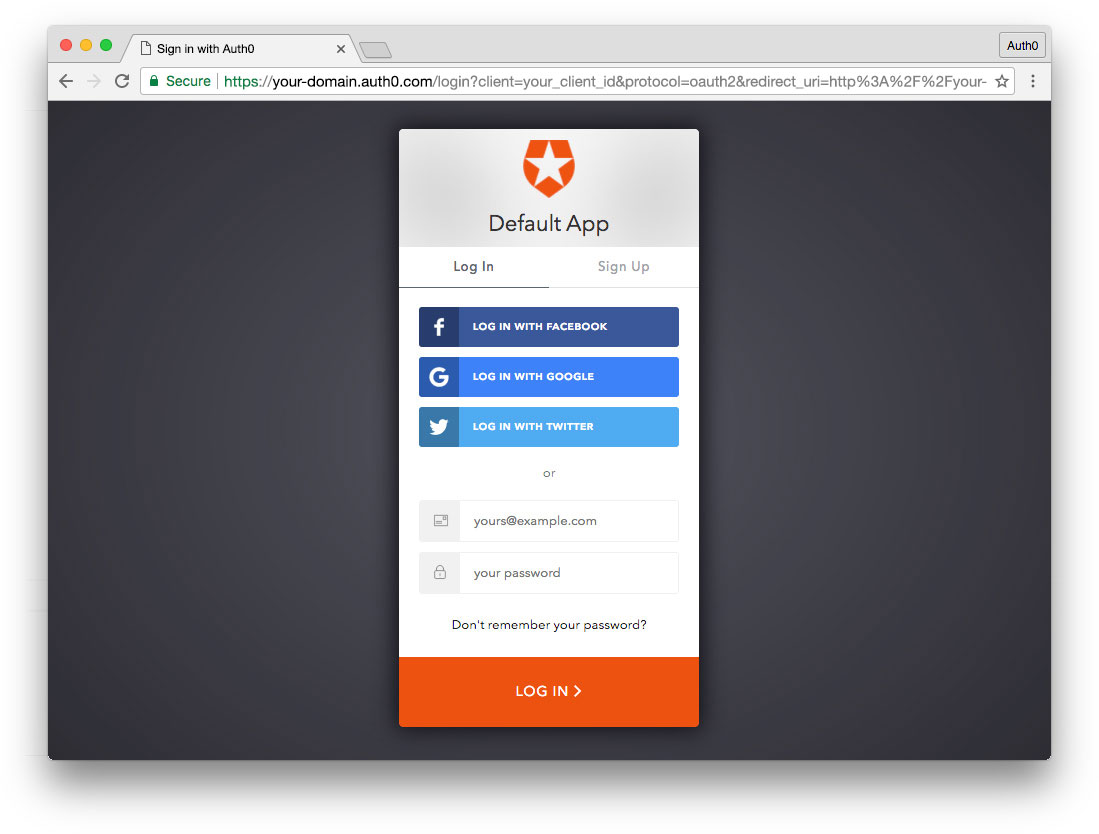 Sign in with Auth0
Auth0
Secure
https://your-domain.auth0.com/login?client=your_client_id&protocol=oauth2&redirect_uri=http%3A%2F%2Fyour-
Default App
Log In
Sign Up
LOG IN WITH FACEBOOK
LOG IN WITH GOOGLE
LOG IN WITH TWITTER
or
yours@example.com
your password
Don't remember your password?
LOG IN